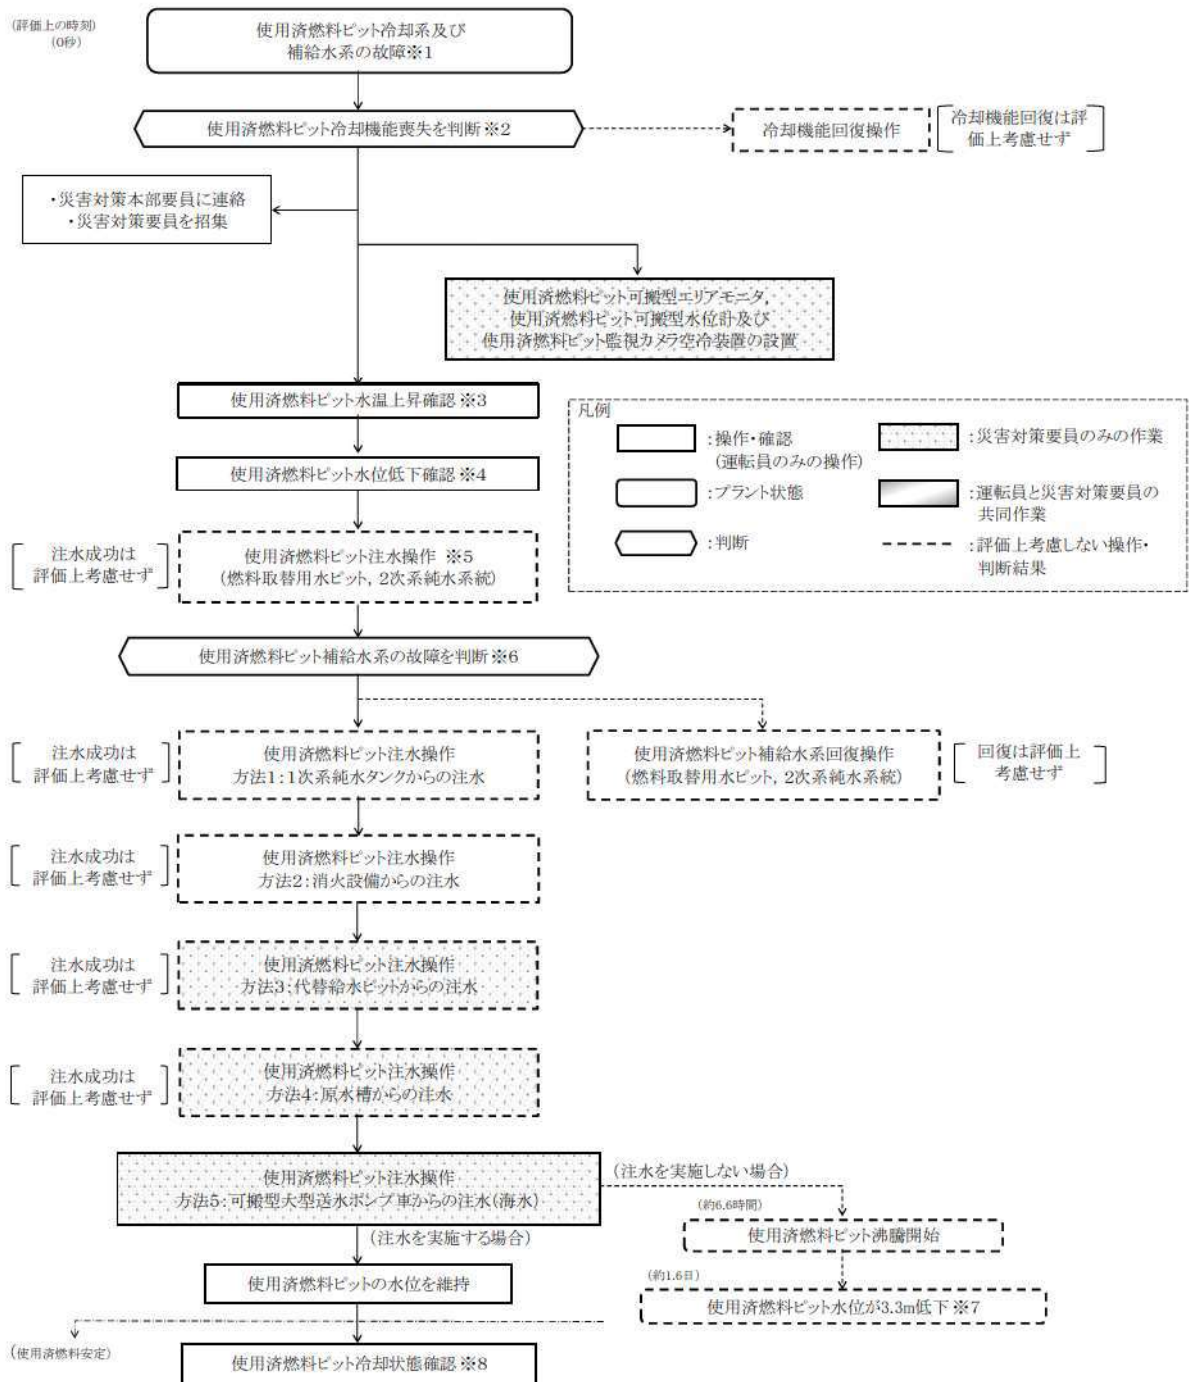 (評価上の時刻)
(0秒)
使用済燃料ピット冷却系及び
補給水系の故障※1
使用済燃料ピット冷却機能喪失を判断※2
冷却機能回復操作
冷却機能回復は評
価上考慮せず
・災害対策本部要員に連絡
・災害対策要員を招集
使用済燃料ピット可搬型エリアモニタ,
使用済燃料ピット可搬型水位計及び
使用済燃料ピット監視カメラ空冷装置の設置
使用済燃料ピット水温上昇確認※3
凡例
:操作・確認
(運転員のみの操作)
:災害対策要員のみの作業
:プラント状態
:運転員と災害対策要員の
共同作業
:判断
:評価上考慮しない操作・
判断結果
使用済燃料ピット水位低下確認※4
注水成功は
評価上考慮せず
使用済燃料ピット注水操作 ※5
(燃料取替用水ピット, 2次系純水系統)
使用済燃料ピット補給水系の故障を判断※6
注水成功は
評価上考慮せず
使用済燃料ピット注水操作
方法1:1次系純水タンクからの注水
使用済燃料ピット補給水系回復操作
(燃料取替用水ピット, 2次系純水系統)
回復は評価上
考慮せず
注水成功は
評価上考慮せず
使用済燃料ピット注水操作
方法2:消火設備からの注水
注水成功は
評価上考慮せず
使用済燃料ピット注水操作
方法3:代替給水ピットからの注水
注水成功は
評価上考慮せず
使用済燃料ピット注水操作
方法4:原水槽からの注水
使用済燃料ピット注水操作
方法5:可搬型大型送水ポンプ車からの注水(海水)
(注水を実施しない場合)
(約6.6時間)
使用済燃料ピット沸騰開始
(注水を実施する場合)
使用済燃料ピットの水位を維持
(約1.6日)
使用済燃料ピット水位が3.3m低下※7
(使用済燃料安定)
使用済燃料ピット冷却状態確認※8